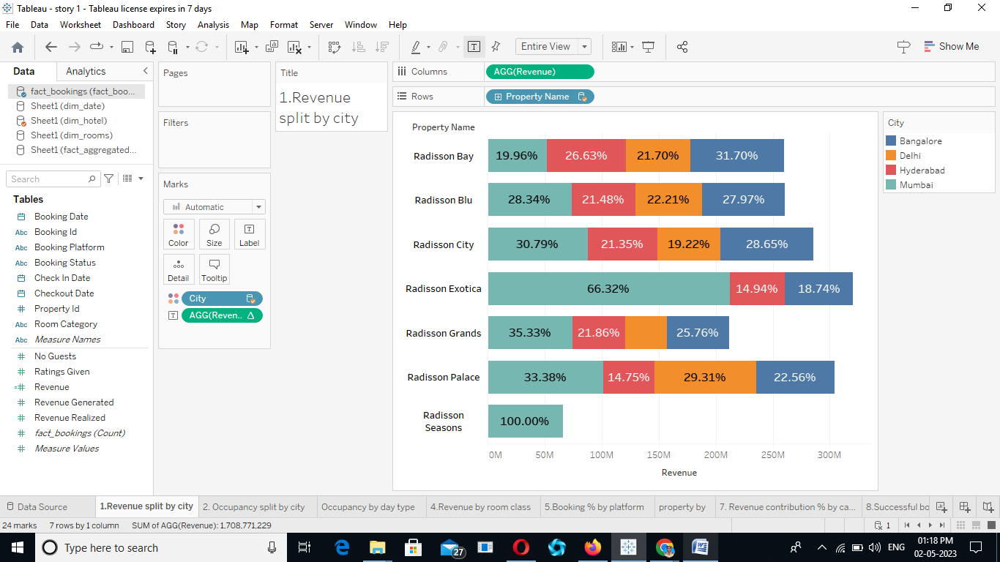 Tableau - story 1 - Tableau license expires in 7 days
File Data Worksheet Dashboard Story Analysis Map Format Server Window Help
Entire View
Show Me
Data Analytics
fact_bookings (fact_boo...
Sheet1 (dim_date)
Sheet1 (dim_hotel)
Sheet1 (dim_rooms)
Sheet1 (fact_aggregated...
Search
Tables
Booking Date
Abc Booking Id
Abc Booking Platform
Abc Booking Status
Check In Date
Checkout Date
# Property Id
Abc Room Category
Abc Measure Names
# No Guests
# Ratings Given
=# Revenue
# Revenue Generated
# Revenue Realized
# fact_bookings (Count)
# Measure Values
Pages
Filters
Marks
Automatic
Color Size T Label
Detail Tooltip
City
T AGG(Reven..
Title
1.Revenue
split by city
Columns AGG(Revenue)
Rows Property Name
Property Name
Radisson Bay 19.96% 26.63% 21.70% 31.70%
Radisson Blu 28.34% 21.48% 22.21% 27.97%
Radisson City 30.79% 21.35% 19.22% 28.65%
Radisson Exotica 66.32% 14.94% 18.74%
Radisson Grands 35.33% 21.86% 25.76%
Radisson Palace 33.38% 14.75% 29.31% 22.56%
Radisson
Seasons
100.00%
0M 50M 100M 150M 200M 250M 300M
Revenue
City
Bangalore
Delhi
Hyderabad
Mumbai
Data Source 1.Revenue split by city 2. Occupancy split by city Occupancy by day type 4.Revenue by room class 5.Booking % by platform property by 7. Revenue contribution % by ca... 8.Successful bo
24 marks 7 rows by 1 column SUM of AGG(Revenue): 1,708,771,229
1
Type here to search
27
ENG
01:18 PM
02-05-2023